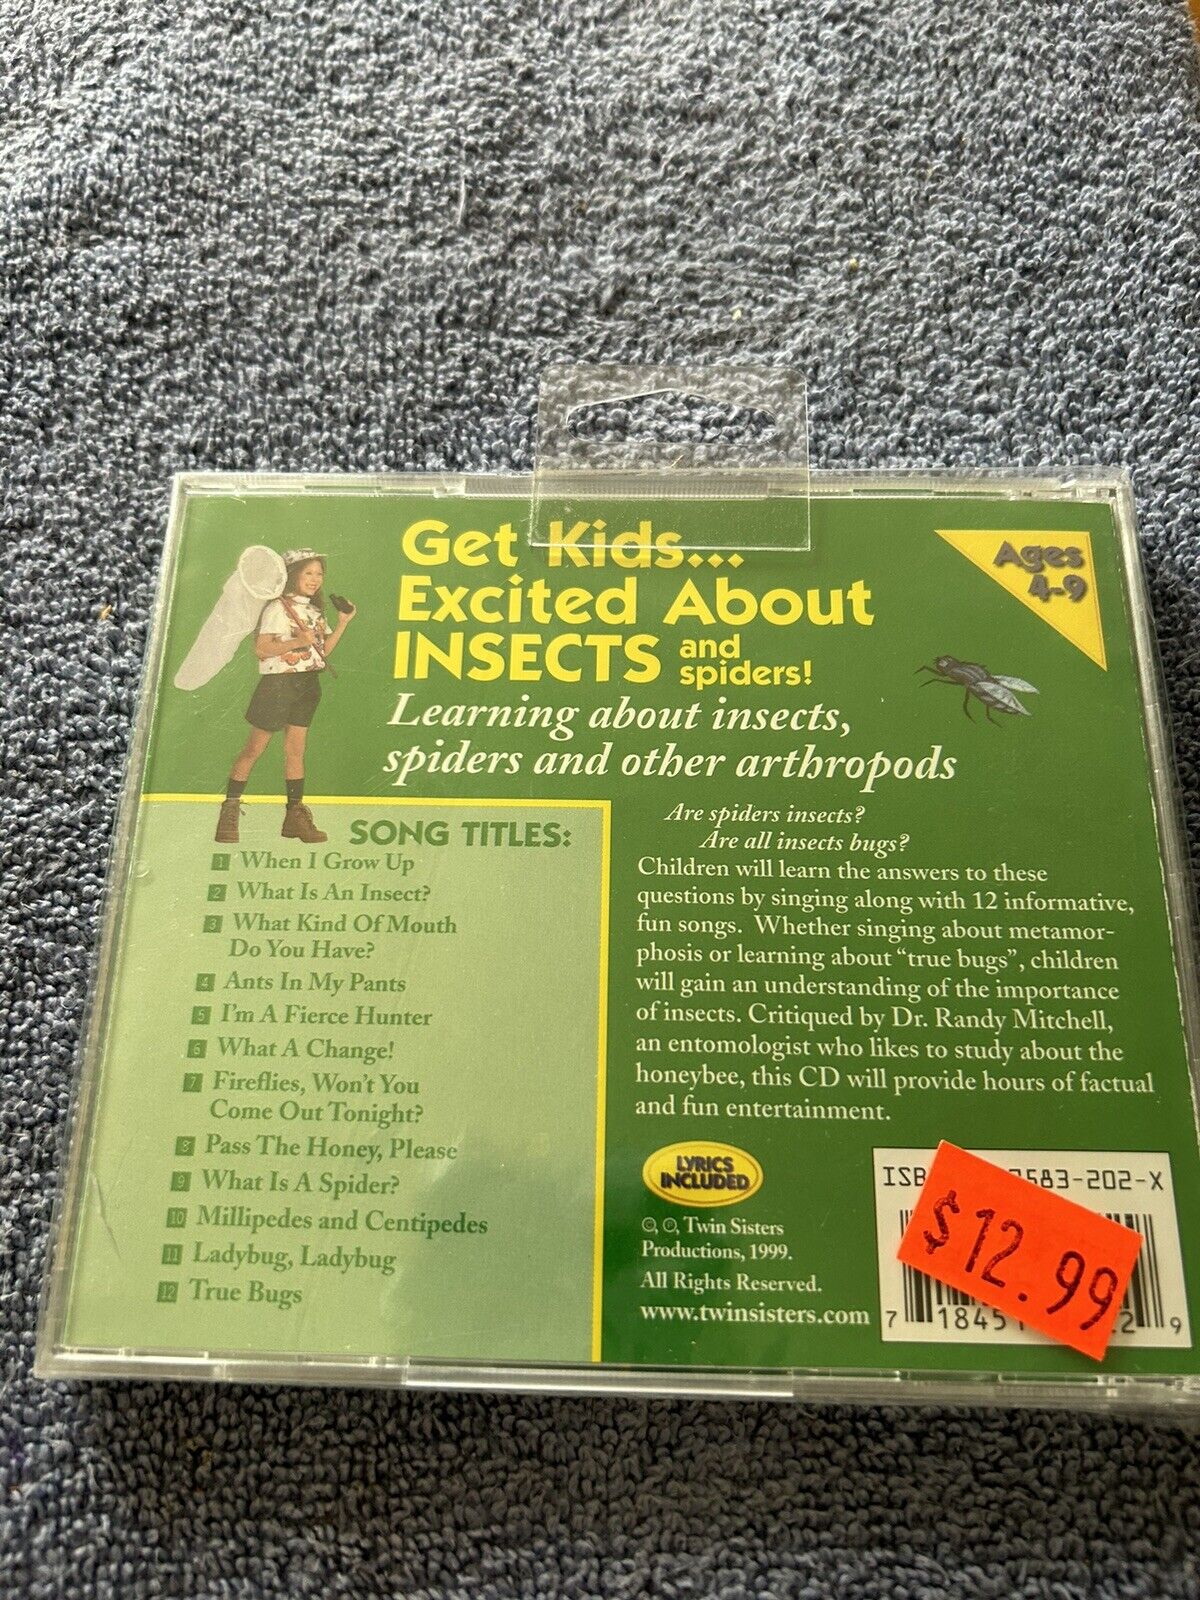 Get Kids...
Excited About
INSECTS and
spiders!
Ages
4-9
Learning about insects,
spiders and other arthropods
SONG TITLES:
1 When I Grow Up
2 What Is An Insect?
3 What Kind Of Mouth
Do You Have?
4 Ants In My Pants
5 I'm A Fierce Hunter
6 What A Change!
7 Fireflies, Won't You
Come Out Tonight?
8 Pass The Honey, Please
9 What Is A Spider?
10 Millipedes and Centipedes
11 Ladybug, Ladybug
12 True Bugs
Are spiders insects?
Are all insects bugs?
Children will learn the answers to these
questions by singing along with 12 informative,
fun songs. Whether singing about metamor-
phosis or learning about "true bugs", children
will gain an understanding of the importance
of insects. Critiqued by Dr. Randy Mitchell,
an entomologist who likes to study about the
honeybee, this CD will provide hours of factual
and fun entertainment.
LYRICS
INCLUDED
©, ℗, Twin Sisters
Productions, 1999.
All Rights Reserved.
www.twinsisters.com
583-202-X
$12.99
7 1845 2 9